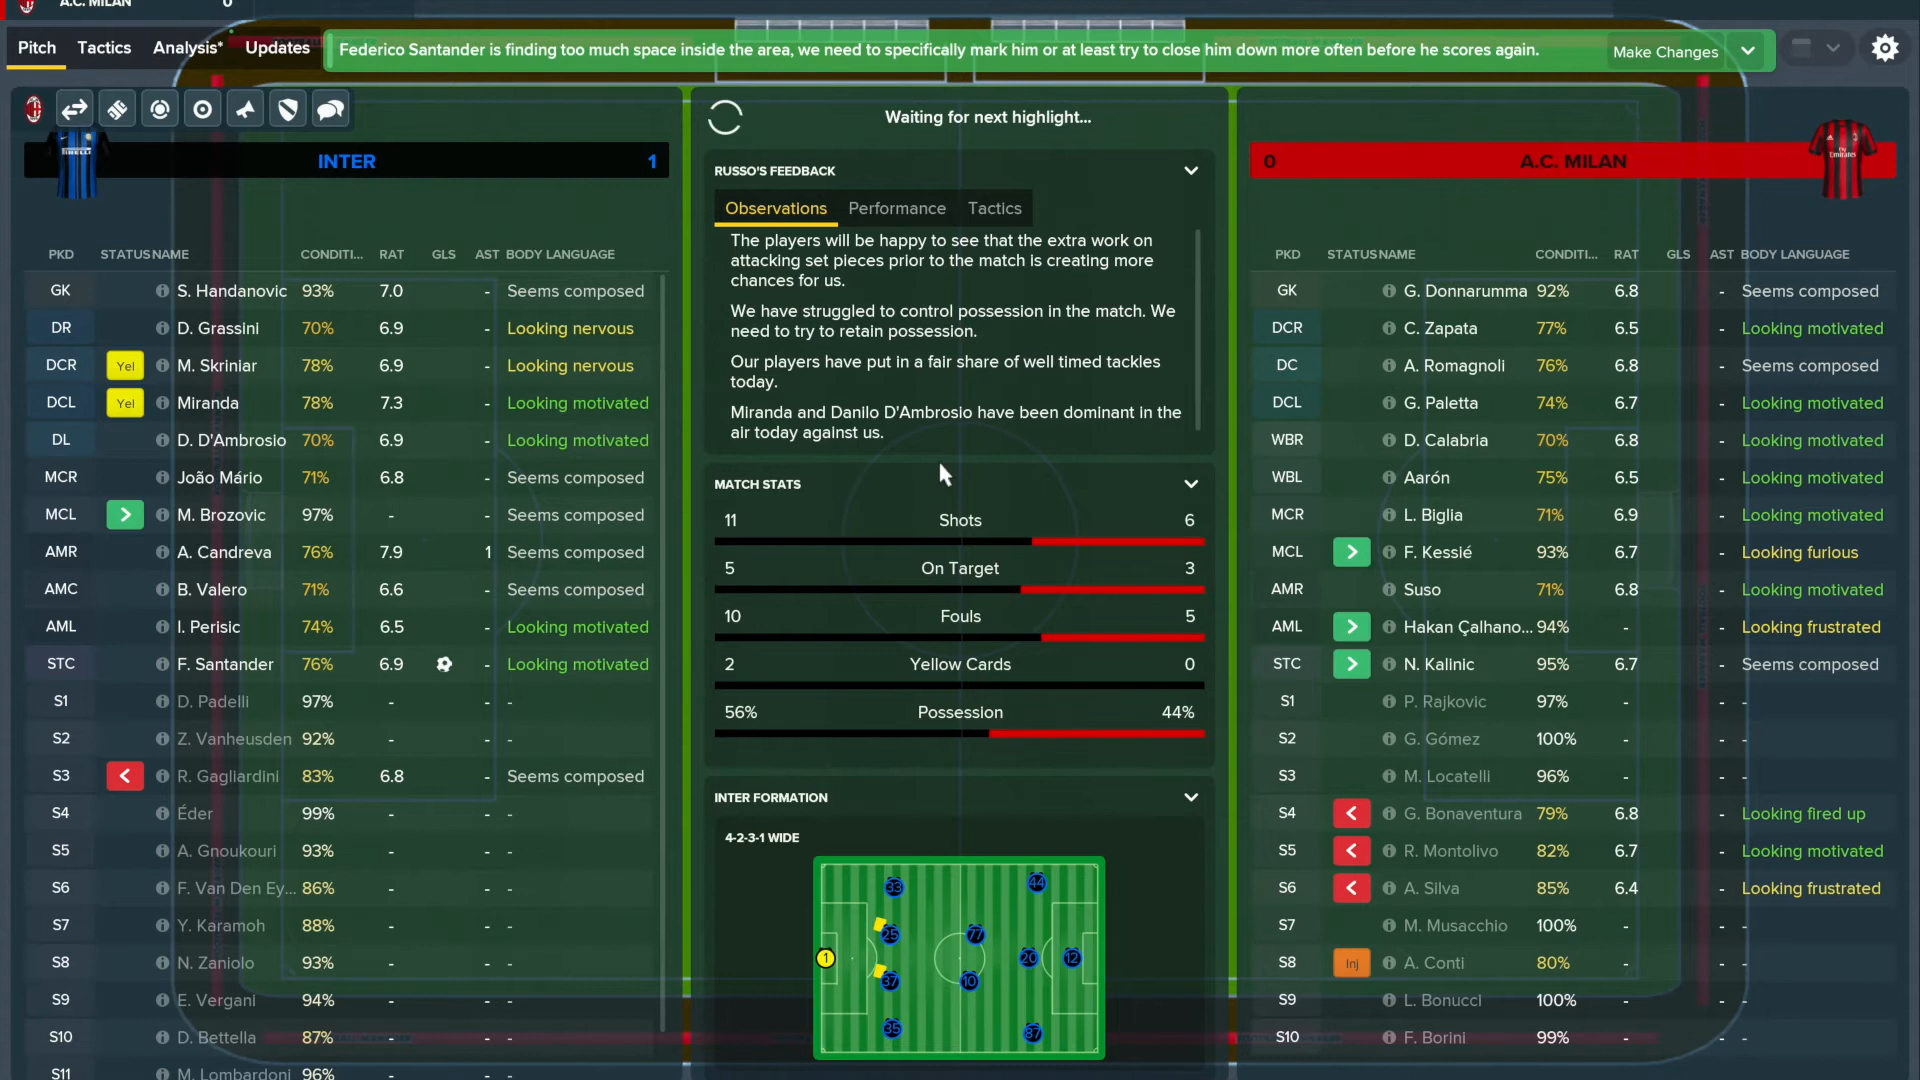 A.C. MILAN 0
Pitch Tactics Analysis* Updates
Federico Santander is finding too much space inside the area, we need to specifically mark him or at least try to close him down more often before he scores again.
Make Changes
INTER 1
PKD STATUS NAME CONDITI... RAT GLS AST BODY LANGUAGE
GK S. Handanovic 93% 7.0 - Seems composed
DR D. Grassini 70% 6.9 - Looking nervous
DCR Yel M. Skriniar 78% 6.9 - Looking nervous
DCL Yel Miranda 78% 7.3 - Looking motivated
DL D. D'Ambrosio 70% 6.9 - Looking motivated
MCR João Mário 71% 6.8 - Seems composed
MCL M. Brozovic 97% - - Seems composed
AMR A. Candreva 76% 7.9 1 Seems composed
AMC B. Valero 71% 6.6 - Seems composed
AML I. Perisic 74% 6.5 - Looking motivated
STC F. Santander 76% 6.9 - Looking motivated
S1 D. Padelli 97% - - -
S2 Z. Vanheusden 92% - - -
S3 R. Gagliardini 83% 6.8 - Seems composed
S4 Éder 99% - - -
S5 A. Gnoukouri 93% - - -
S6 F. Van Den Ey... 86% - - -
S7 Y. Karamoh 88% - - -
S8 N. Zaniolo 93% - - -
S9 E. Vergani 94% - - -
S10 D. Bettella 87% - - -
S11 M. Lombardoni 96% - - -
Waiting for next highlight...
RUSSO'S FEEDBACK
Observations Performance Tactics
The players will be happy to see that the extra work on
attacking set pieces prior to the match is creating more
chances for us.
We have struggled to control possession in the match. We
need to try to retain possession.
Our players have put in a fair share of well timed tackles
today.
Miranda and Danilo D'Ambrosio have been dominant in the
air today against us.
MATCH STATS
11 Shots 6
5 On Target 3
10 Fouls 5
2 Yellow Cards 0
56% Possession 44%
INTER FORMATION
4-2-3-1 WIDE
33 44
25 77
1 20 12
37 10
35 87
0 A.C. MILAN
PKD STATUS NAME CONDITI... RAT GLS AST BODY LANGUAGE
GK G. Donnarumma 92% 6.8 - Seems composed
DCR C. Zapata 77% 6.5 - Looking motivated
DC A. Romagnoli 76% 6.8 - Seems composed
DCL G. Paletta 74% 6.7 - Looking motivated
WBR D. Calabria 70% 6.8 - Looking motivated
WBL Aarón 75% 6.5 - Looking motivated
MCR L. Biglia 71% 6.9 - Looking motivated
MCL F. Kessié 93% 6.7 - Looking furious
AMR Suso 71% 6.8 - Looking motivated
AML Hakan Çalhano... 94% - - Looking frustrated
STC N. Kalinic 95% 6.7 - Seems composed
S1 P. Rajkovic 97% - - -
S2 G. Gómez 100% - - -
S3 M. Locatelli 96% - - -
S4 G. Bonaventura 79% 6.8 - Looking fired up
S5 R. Montolivo 82% 6.7 - Looking motivated
S6 A. Silva 85% 6.4 - Looking frustrated
S7 M. Musacchio 100% - - -
S8 Inj A. Conti 80% - - -
S9 L. Bonucci 100% - - -
S10 F. Borini 99% - - -